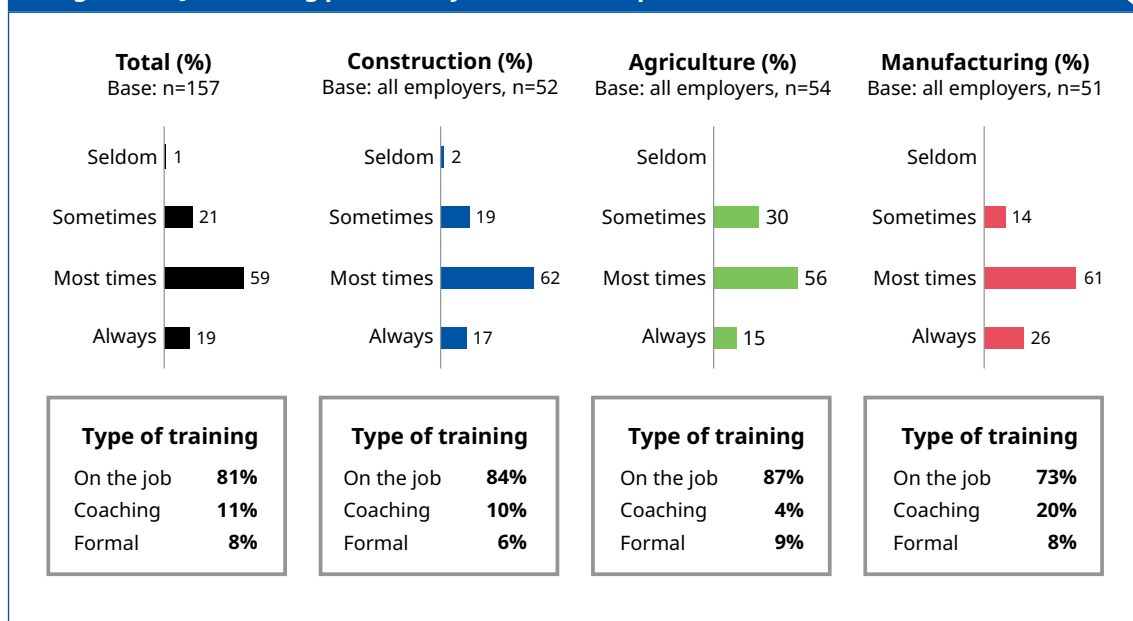 Total (%)
Base: n=157
Seldom 1
Sometimes 21
Most times 59
Always 19
Type of training
On the job 81%
Coaching 11%
Formal 8%
Construction (%)
Base: all employers, n=52
Seldom 2
Sometimes 19
Most times 62
Always 17
Type of training
On the job 84%
Coaching 10%
Formal 6%
Agriculture (%)
Base: all employers, n=54
Seldom
Sometimes 30
Most times 56
Always 15
Type of training
On the job 87%
Coaching 4%
Formal 9%
Manufacturing (%)
Base: all employers, n=51
Seldom
Sometimes 14
Most times 61
Always 26
Type of training
On the job 73%
Coaching 20%
Formal 8%